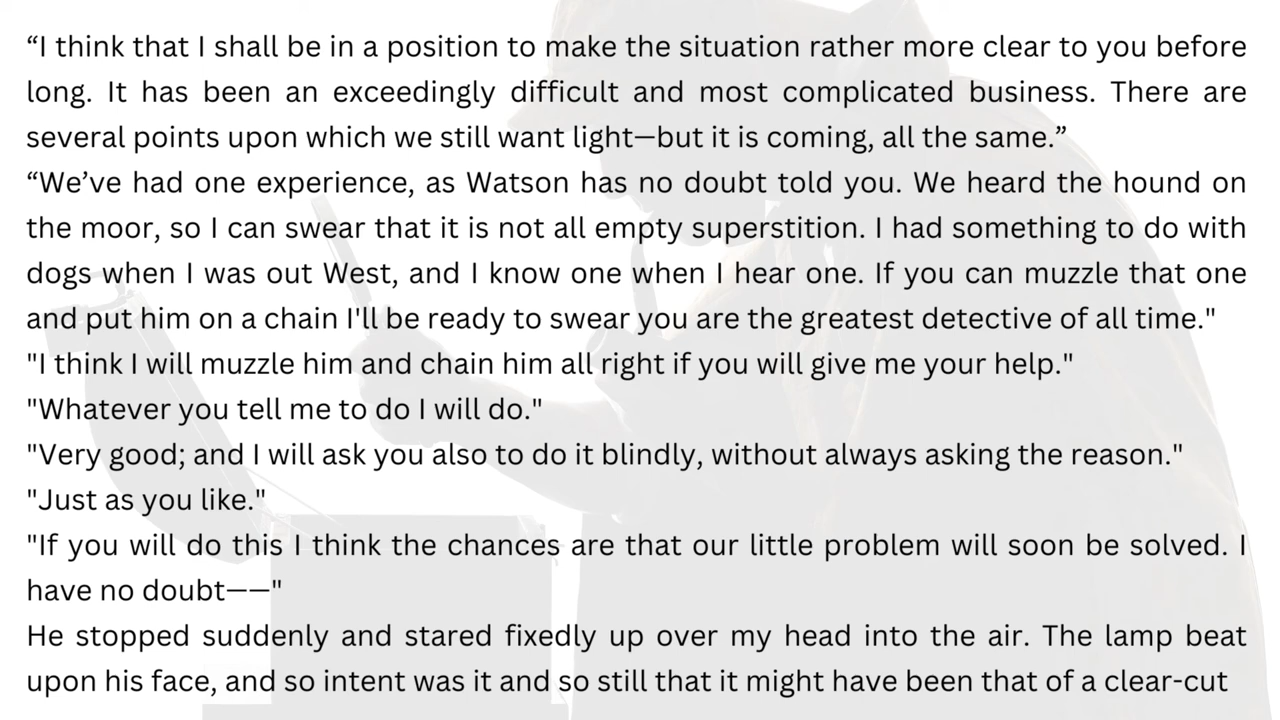 “I think that I shall be in a position to make the situation rather more clear to you before
long. It has been an exceedingly difficult and most complicated business. There are
several points upon which we still want light—but it is coming, all the same.”
“We’ve had one experience, as Watson has no doubt told you. We heard the hound on
the moor, so I can swear that it is not all empty superstition. I had something to do with
dogs when I was out West, and I know one when I hear one. If you can muzzle that one
and put him on a chain I'll be ready to swear you are the greatest detective of all time."
"I think I will muzzle him and chain him all right if you will give me your help."
"Whatever you tell me to do I will do."
"Very good; and I will ask you also to do it blindly, without always asking the reason."
"Just as you like."
"If you will do this I think the chances are that our little problem will soon be solved. I
have no doubt——"
He stopped suddenly and stared fixedly up over my head into the air. The lamp beat
upon his face, and so intent was it and so still that it might have been that of a clear-cut